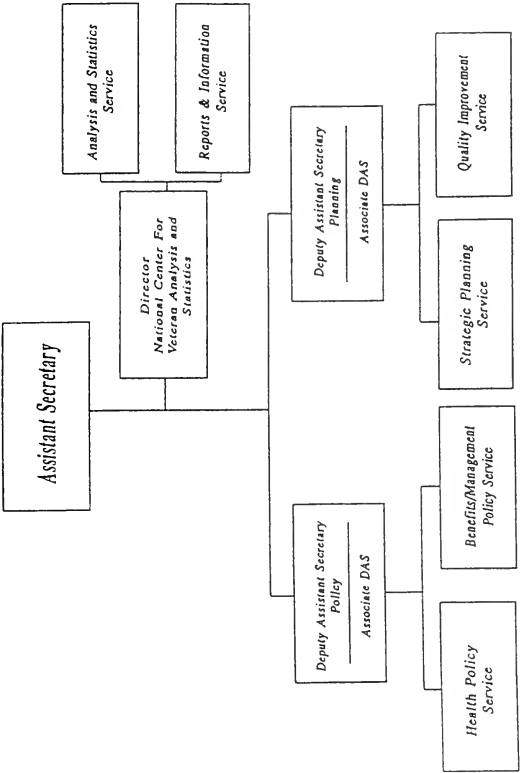 Assistant Secretary
Director
National Center For
Veteran Analysis and
Statistics
Analysis and Statistics
Service
Reports & Information
Service
Deputy Assistant Secretary
Policy
Associate DAS
Deputy Assistant Secretary
Planning
Associate DAS
Health Policy
Service
Benefits/Management
Policy Service
Strategic Planning
Service
Quality Improvement
Service